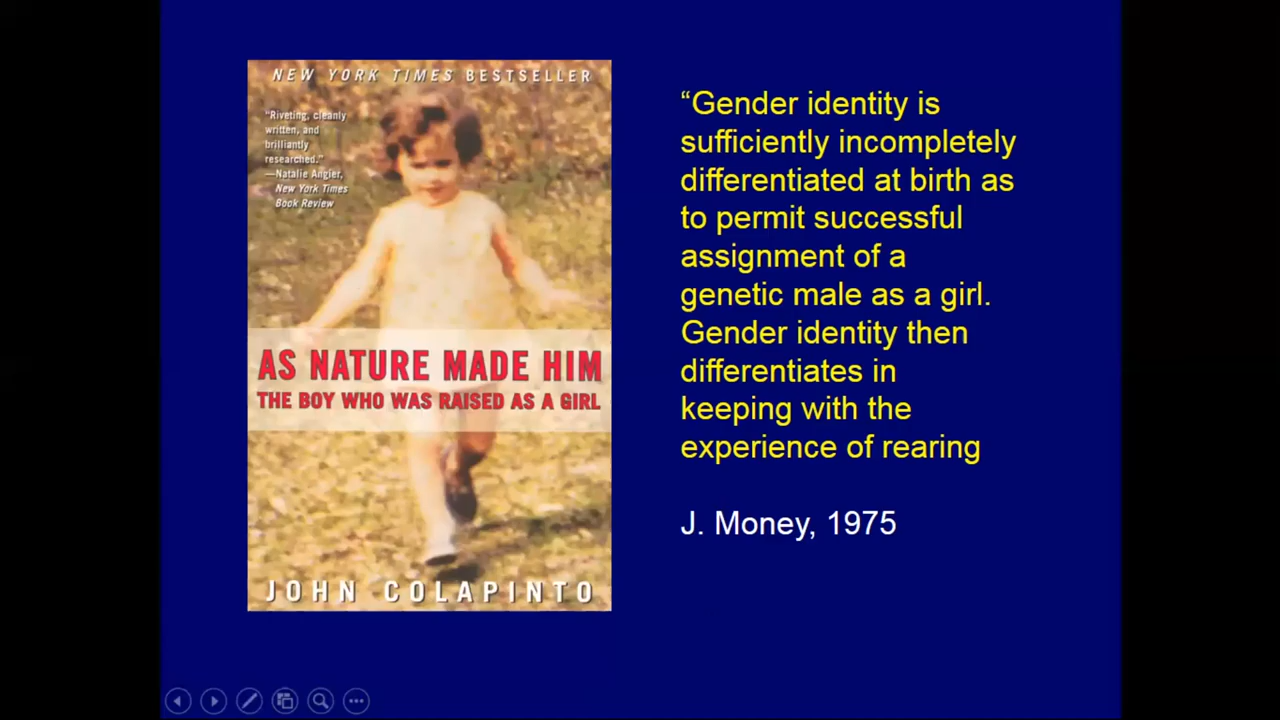 NEW YORK TIMES BESTSELLER
"Riveting, cleanly
written, and
brilliantly
researched."
—Natalie Angier,
New York Times
Book Review
AS NATURE MADE HIM
THE BOY WHO WAS RAISED AS A GIRL
JOHN COLAPINTO
“Gender identity is
sufficiently incompletely
differentiated at birth as
to permit successful
assignment of a
genetic male as a girl.
Gender identity then
differentiates in
keeping with the
experience of rearing
J. Money, 1975